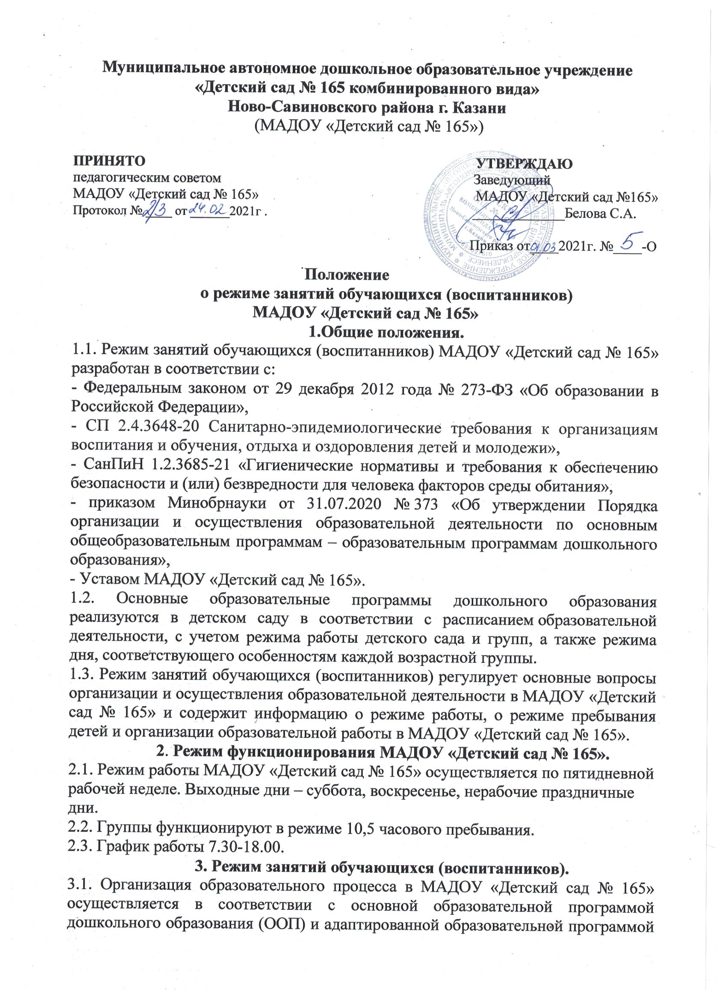 Муниципальное автономное дошкольное образовательное учреждение
«Детский сад № 165 комбинированного вида»
Ново-Савиновского района г. Казани
(МАДОУ «Детский сад № 165»)
ПРИНЯТО
педагогическим советом
МАДОУ «Детский сад № 165»
Протокол № 2/3 от 24.02 2021г .
УТВЕРЖДАЮ
Заведующий
МАДОУ «Детский сад №165»
Белова С.А.
Приказ от 01.03 2021г. № 5 -О
Положение
о режиме занятий обучающихся (воспитанников)
МАДОУ «Детский сад № 165»
1.Общие положения.
1.1. Режим занятий обучающихся (воспитанников) МАДОУ «Детский сад № 165»
разработан в соответствии с:
- Федеральным законом от 29 декабря 2012 года № 273-ФЗ «Об образовании в
Российской Федерации»,
- СП 2.4.3648-20 Санитарно-эпидемиологические требования к организациям
воспитания и обучения, отдыха и оздоровления детей и молодежи»,
- СанПиН 1.2.3685-21 «Гигиенические нормативы и требования к обеспечению
безопасности и (или) безвредности для человека факторов среды обитания»,
- приказом Минобрнауки от 31.07.2020 № 373 «Об утверждении Порядка
организации и осуществления образовательной деятельности по основным
общеобразовательным программам – образовательным программам дошкольного
образования»,
- Уставом МАДОУ «Детский сад № 165».
1.2. Основные образовательные программы дошкольного образования
реализуются в детском саду в соответствии с расписанием образовательной
деятельности, с учетом режима работы детского сада и групп, а также режима
дня, соответствующего особенностям каждой возрастной группы.
1.3. Режим занятий обучающихся (воспитанников) регулирует основные вопросы
организации и осуществления образовательной деятельности в МАДОУ «Детский
сад № 165» и содержит информацию о режиме работы, о режиме пребывания
детей и организации образовательной работы в МАДОУ «Детский сад № 165».
2. Режим функционирования МАДОУ «Детский сад № 165».
2.1. Режим работы МАДОУ «Детский сад № 165» осуществляется по пятидневной
рабочей неделе. Выходные дни – суббота, воскресенье, нерабочие праздничные
дни.
2.2. Группы функционируют в режиме 10,5 часового пребывания.
2.3. График работы 7.30-18.00.
3. Режим занятий обучающихся (воспитанников).
3.1. Организация образовательного процесса в МАДОУ «Детский сад № 165»
осуществляется в соответствии с основной образовательной программой
дошкольного образования (ООП) и адаптированной образовательной программой